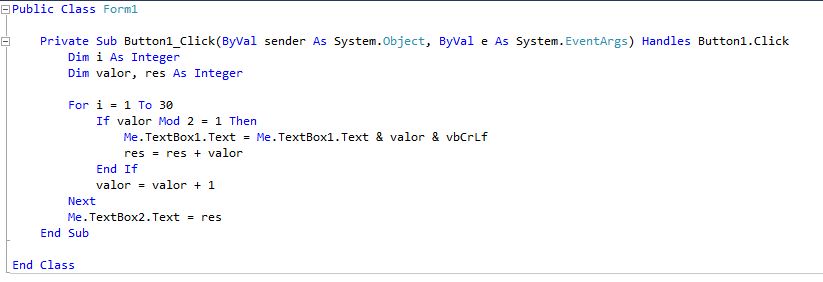 Public Class Form1
Private Sub Button1_Click(ByVal sender As System.Object, ByVal e As System.EventArgs) Handles Button1.Click
Dim i As Integer
Dim valor, res As Integer
For i = 1 To 30
If valor Mod 2 = 1 Then
Me.TextBox1.Text = Me.TextBox1.Text & valor & vbCrLf
res = res + valor
End If
valor = valor + 1
Next
Me.TextBox2.Text = res
End Sub
End Class